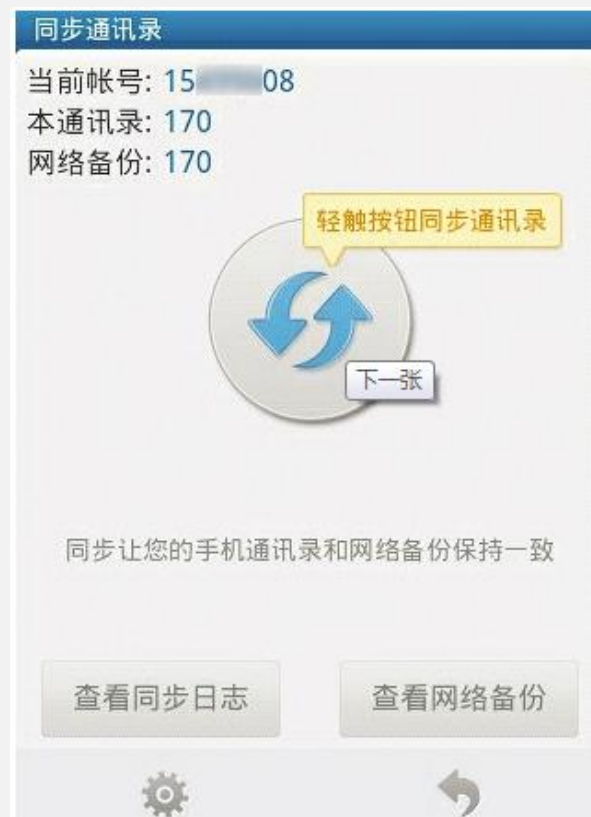 同步通讯录
当前帐号: 15 08
本通讯录: 170
网络备份: 170
轻触按钮同步通讯录
下一张
同步让您的手机通讯录和网络备份保持一致
查看同步日志 查看网络备份